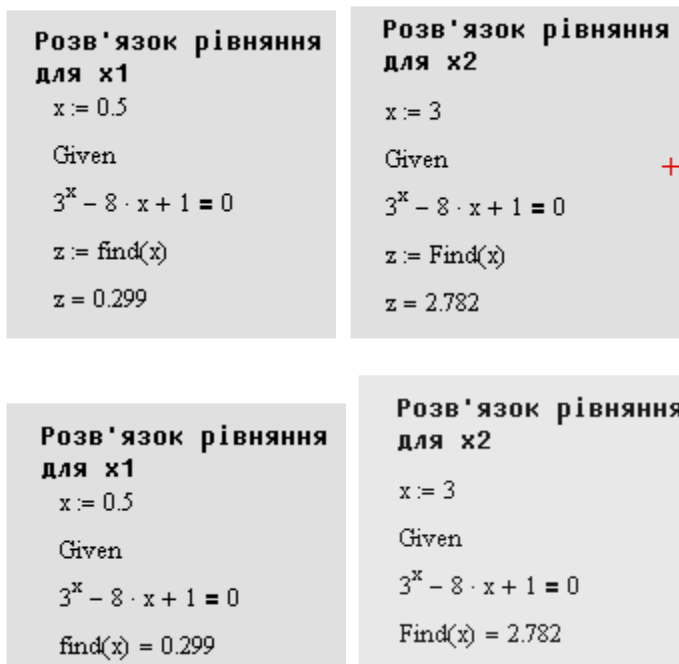 Розв'язок рівняння
для x1
x := 0.5
Given
3^x − 8 · x + 1 = 0
z := find(x)
z = 0.299
Розв'язок рівняння
для x2
x := 3
Given
3^x − 8 · x + 1 = 0
z := Find(x)
z = 2.782
Розв'язок рівняння
для x1
x := 0.5
Given
3^x − 8 · x + 1 = 0
find(x) = 0.299
Розв'язок рівняння
для x2
x := 3
Given
3^x − 8 · x + 1 = 0
Find(x) = 2.782